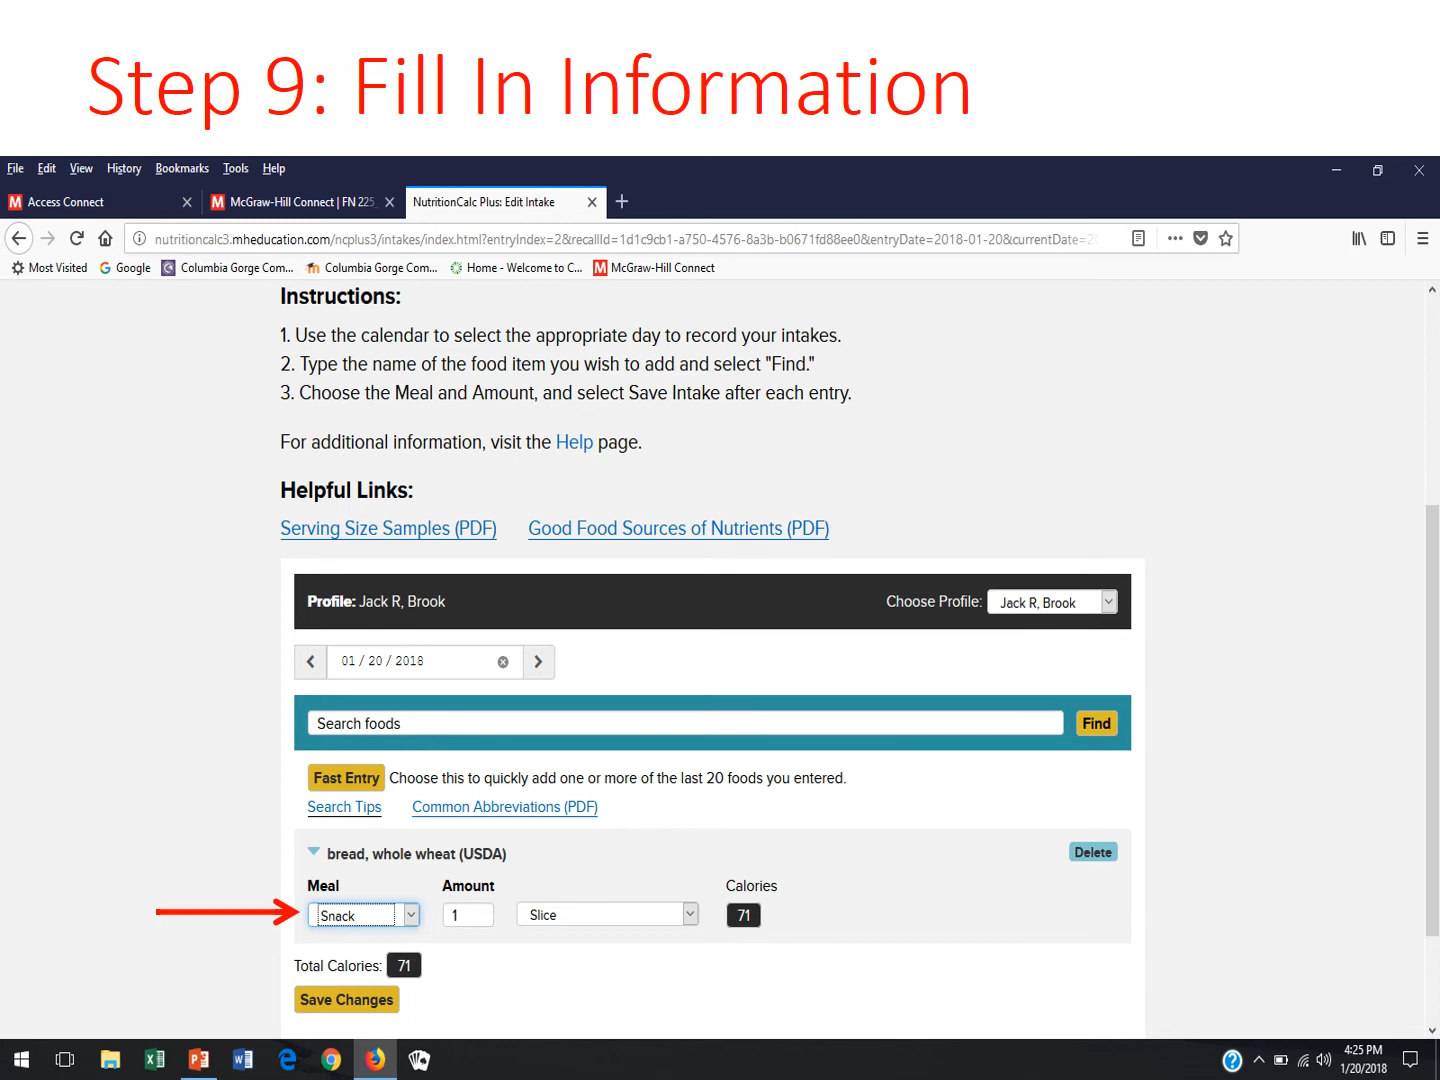 Step 9: Fill In Information
File Edit View History Bookmarks Tools Help
Access Connect McGraw-Hill Connect | FN 225_ NutritionCalc Plus: Edit Intake
nutritioncalc3.mheducation.com/ncplus3/intakes/index.html?entryIndex=2&recallId=1d1c9cb1-a750-4576-8a3b-b0671fd88ee0&entryDate=2018-01-20&currentDate=20
Most Visited Google Columbia Gorge Com... Columbia Gorge Com... Home - Welcome to C... McGraw-Hill Connect
Instructions:
1. Use the calendar to select the appropriate day to record your intakes.
2. Type the name of the food item you wish to add and select "Find."
3. Choose the Meal and Amount, and select Save Intake after each entry.
For additional information, visit the Help page.
Helpful Links:
Serving Size Samples (PDF) Good Food Sources of Nutrients (PDF)
Profile: Jack R, Brook Choose Profile: Jack R, Brook
01 / 20 / 2018
Search foods Find
Fast Entry Choose this to quickly add one or more of the last 20 foods you entered.
Search Tips Common Abbreviations (PDF)
bread, whole wheat (USDA) Delete
Meal Amount Calories
Snack 1 Slice 71
Total Calories: 71
Save Changes
4:25 PM
1/20/2018